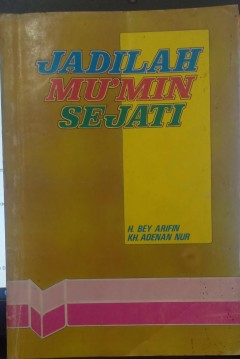 JADILAH
MU'MIN
SEJATI
H. BEY ARIFIN
KH. ADENAN NUR